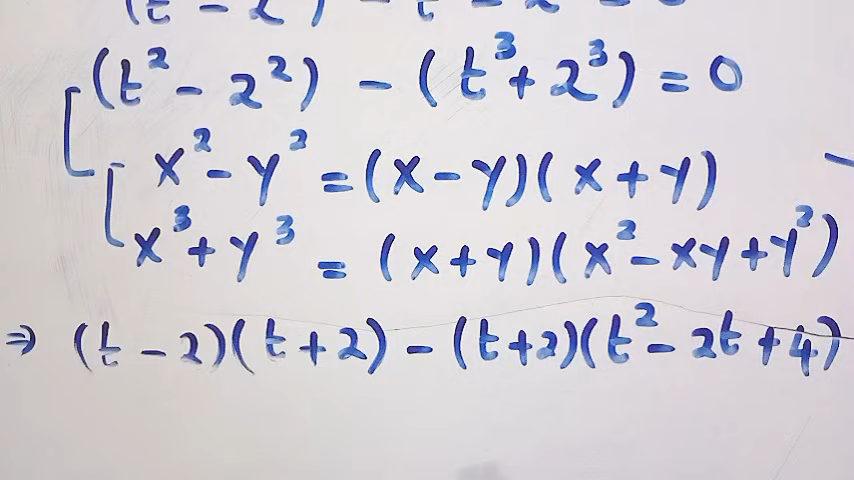 (t² - 2²) - (t³ + 2³) = 0
x² - y² = (x - y)(x + y)
x³ + y³ = (x + y)(x² - xy + y²)
⇒ (t - 2)(t + 2) - (t + 2)(t² - 2t + 4)